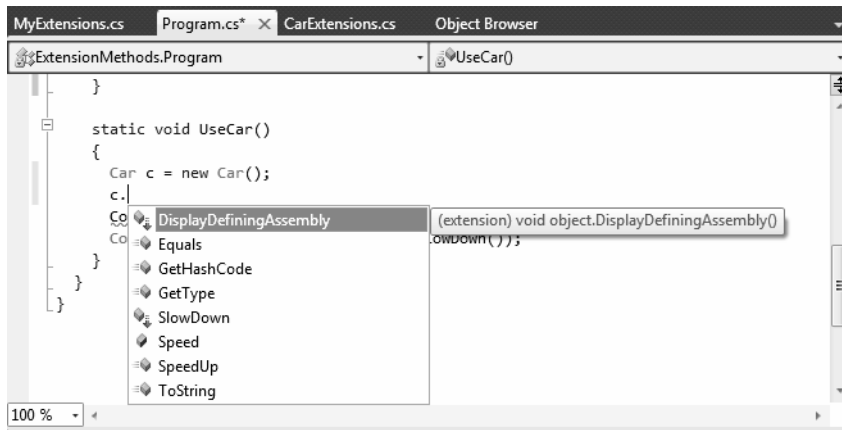 MyExtensions.cs Program.cs* × CarExtensions.cs Object Browser
ExtensionMethods.Program UseCar()
}
static void UseCar()
{
Car c = new Car();
c.
Co DisplayDefiningAssembly (extension) void object.DisplayDefiningAssembly()
Co Equals lowDown());
} GetHashCode
} GetType
} SlowDown
Speed
SpeedUp
ToString
100 %